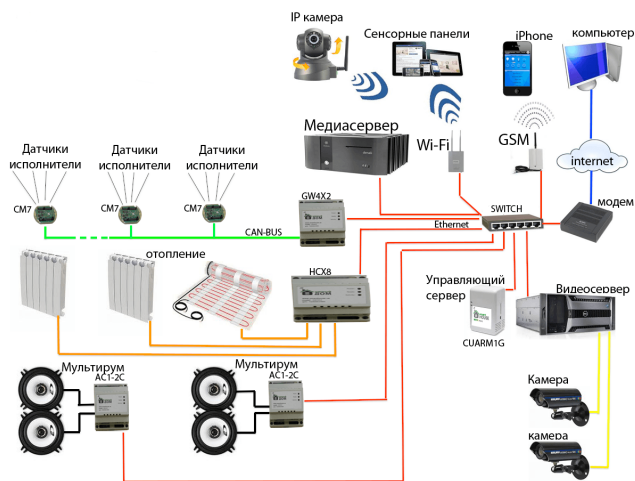 IP камера
Сенсорные панели
iPhone
компьютер
Медиасервер
Wi-Fi
GSM
internet
модем
Датчики
исполнители
Датчики
исполнители
Датчики
исполнители
CM7
CM7
CM7
GW4X2
CAN-BUS
SWITCH
Ethernet
отопление
HCX8
Управляющий
сервер
CUARM1G
Видеосервер
Мультирум
AC1-2C
Мультирум
AC1-2C
Камера
камера